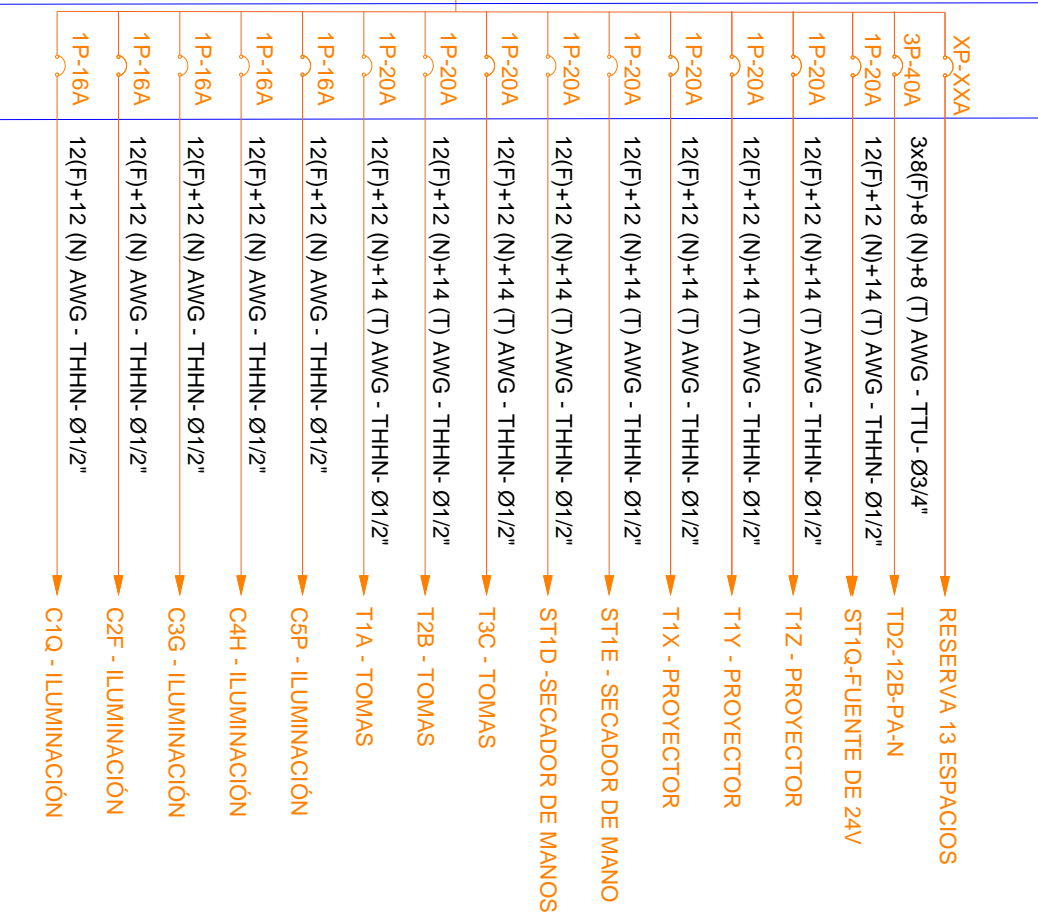 XP-XXA RESERVA 13 ESPACIOS
3P-40A 3x8(F)+8 (N)+8 (T) AWG - TTU- Ø3/4" TD2-12B-PA-N
1P-20A 12(F)+12 (N)+14 (T) AWG - THHN- Ø1/2" ST1Q-FUENTE DE 24V
1P-20A 12(F)+12 (N)+14 (T) AWG - THHN- Ø1/2" T1Z - PROYECTOR
1P-20A 12(F)+12 (N)+14 (T) AWG - THHN- Ø1/2" T1Y - PROYECTOR
1P-20A 12(F)+12 (N)+14 (T) AWG - THHN- Ø1/2" T1X - PROYECTOR
1P-20A 12(F)+12 (N)+14 (T) AWG - THHN- Ø1/2" ST1E - SECADOR DE MANO
1P-20A 12(F)+12 (N)+14 (T) AWG - THHN- Ø1/2" ST1D -SECADOR DE MANOS
1P-20A 12(F)+12 (N)+14 (T) AWG - THHN- Ø1/2" T3C - TOMAS
1P-20A 12(F)+12 (N)+14 (T) AWG - THHN- Ø1/2" T2B - TOMAS
1P-20A 12(F)+12 (N)+14 (T) AWG - THHN- Ø1/2" T1A - TOMAS
1P-16A 12(F)+12 (N) AWG - THHN- Ø1/2" C5P - ILUMINACIÓN
1P-16A 12(F)+12 (N) AWG - THHN- Ø1/2" C4H - ILUMINACIÓN
1P-16A 12(F)+12 (N) AWG - THHN- Ø1/2" C3G - ILUMINACIÓN
1P-16A 12(F)+12 (N) AWG - THHN- Ø1/2" C2F - ILUMINACIÓN
1P-16A 12(F)+12 (N) AWG - THHN- Ø1/2" C1Q - ILUMINACIÓN